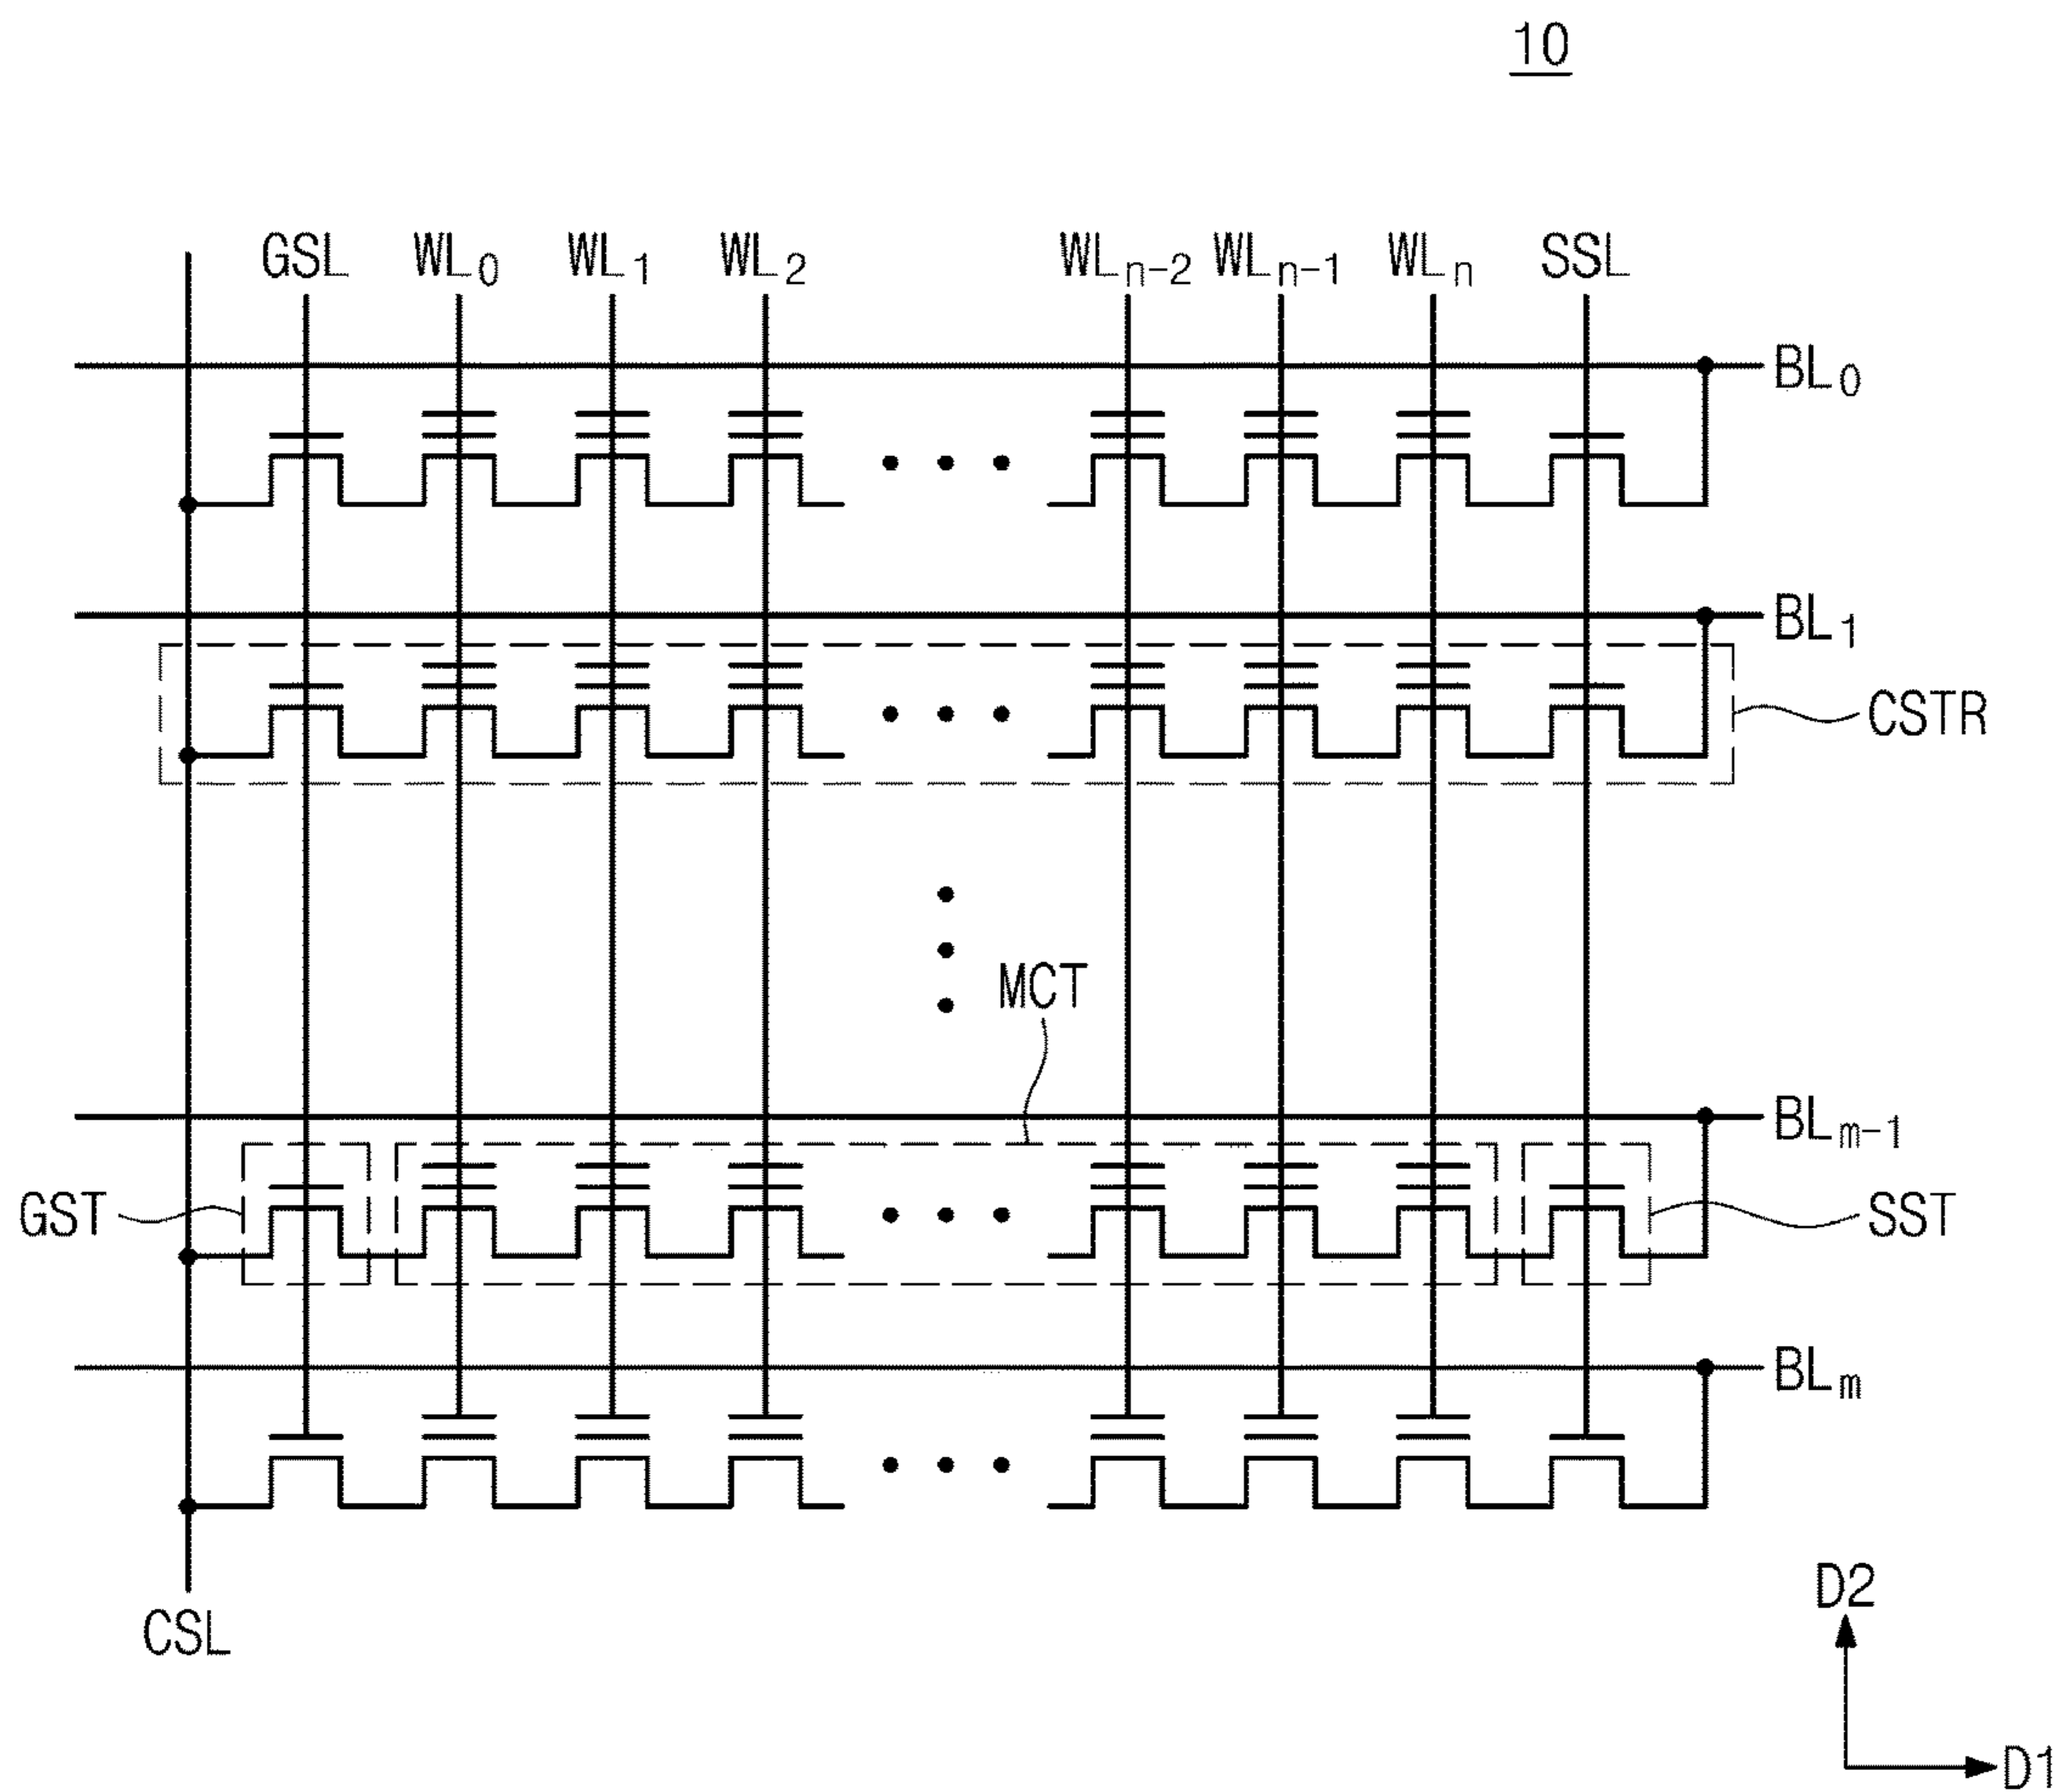 10
GSL WL0 WL1 WL2 WLn-2 WLn-1 WLn SSL
BL0
BL1
CSTR
MCT
BLm-1
GST SST
BLm
D2
CSL
D1